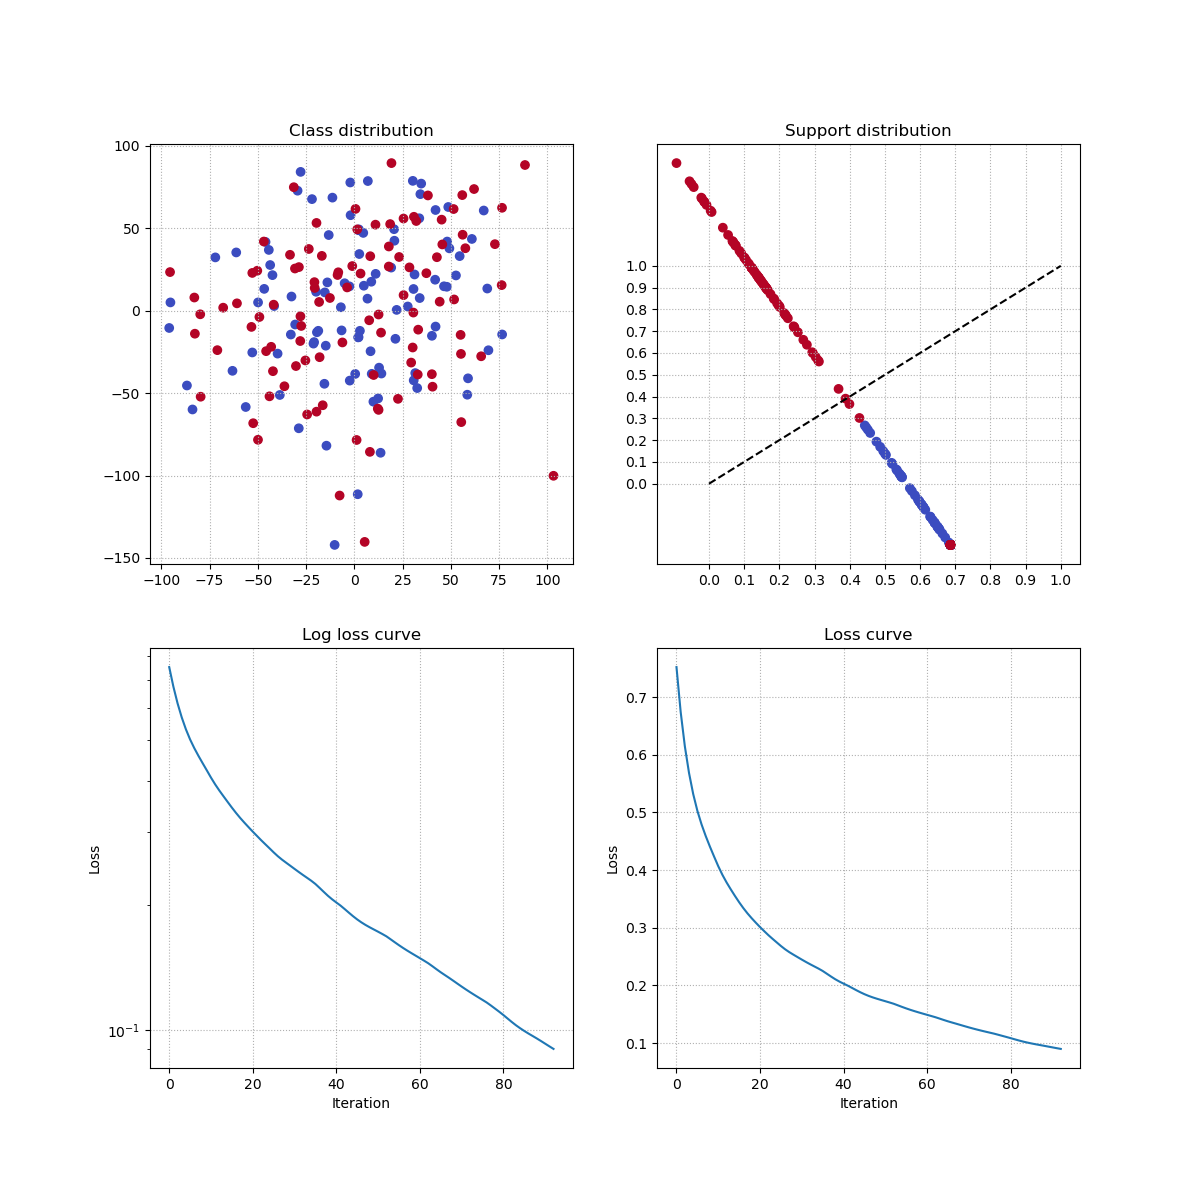 Class distribution
100
50
0
−50
−100
−150
−100 −75 −50 −25 0 25 50 75 100
Support distribution
1.0
0.9
0.8
0.7
0.6
0.5
0.4
0.3
0.2
0.1
0.0
0.0 0.1 0.2 0.3 0.4 0.5 0.6 0.7 0.8 0.9 1.0
Log loss curve
Loss
10⁻¹
0 20 40 60 80
Iteration
Loss curve
Loss
0.7
0.6
0.5
0.4
0.3
0.2
0.1
0 20 40 60 80
Iteration